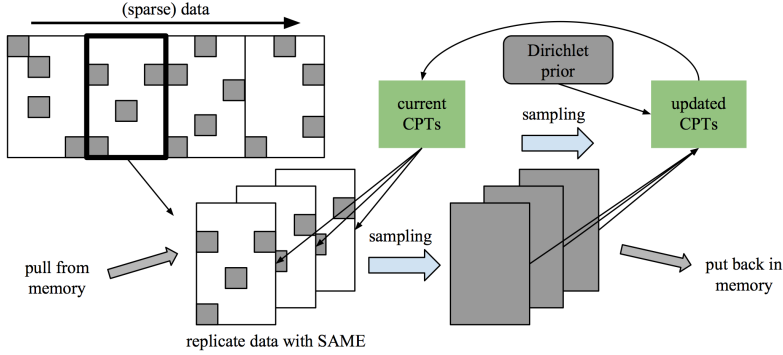 (sparse) data
Dirichlet
prior
current
CPTs
updated
CPTs
sampling
sampling
pull from
memory
put back in
memory
replicate data with SAME